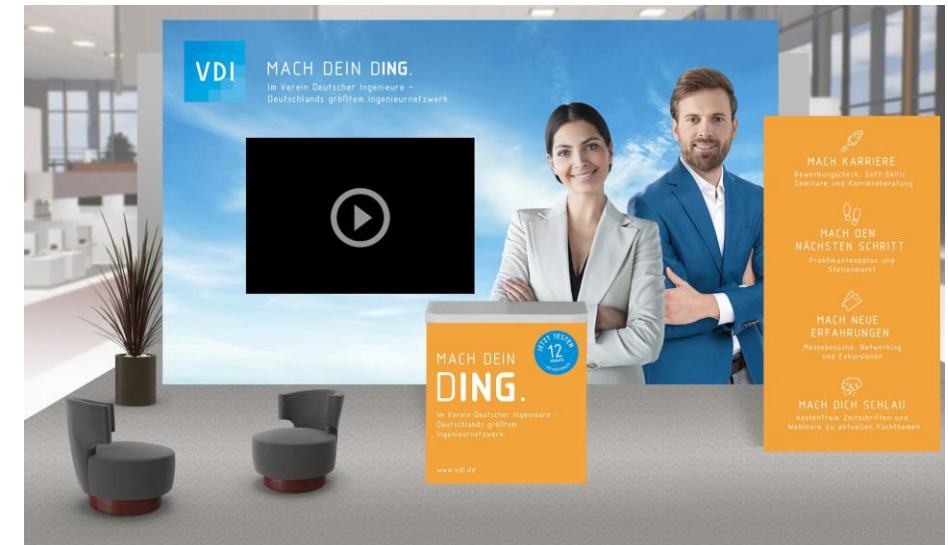 VDI
MACH DEIN DING.
Im Verein Deutscher Ingenieure –
Deutschlands größtem Ingenieurnetzwerk.
MACH KARRIERE
Bewerbungscheck, Soft-Skills
Seminare und Karriereberatung
MACH DEN
NÄCHSTEN SCHRITT
Praktikantenbörse und
Stellenmarkt
MACH NEUE
ERFAHRUNGEN
Messebesuche, Networking
und Exkursionen
MACH DICH SCHLAU
kostenfreie Zeitschriften und
Webinare zu aktuellen Fachthemen
JETZT TESTEN
12
MACH DEIN
DING.
Im Verein Deutscher Ingenieure –
Deutschlands größtem
Ingenieurnetzwerk
www.vdi.de